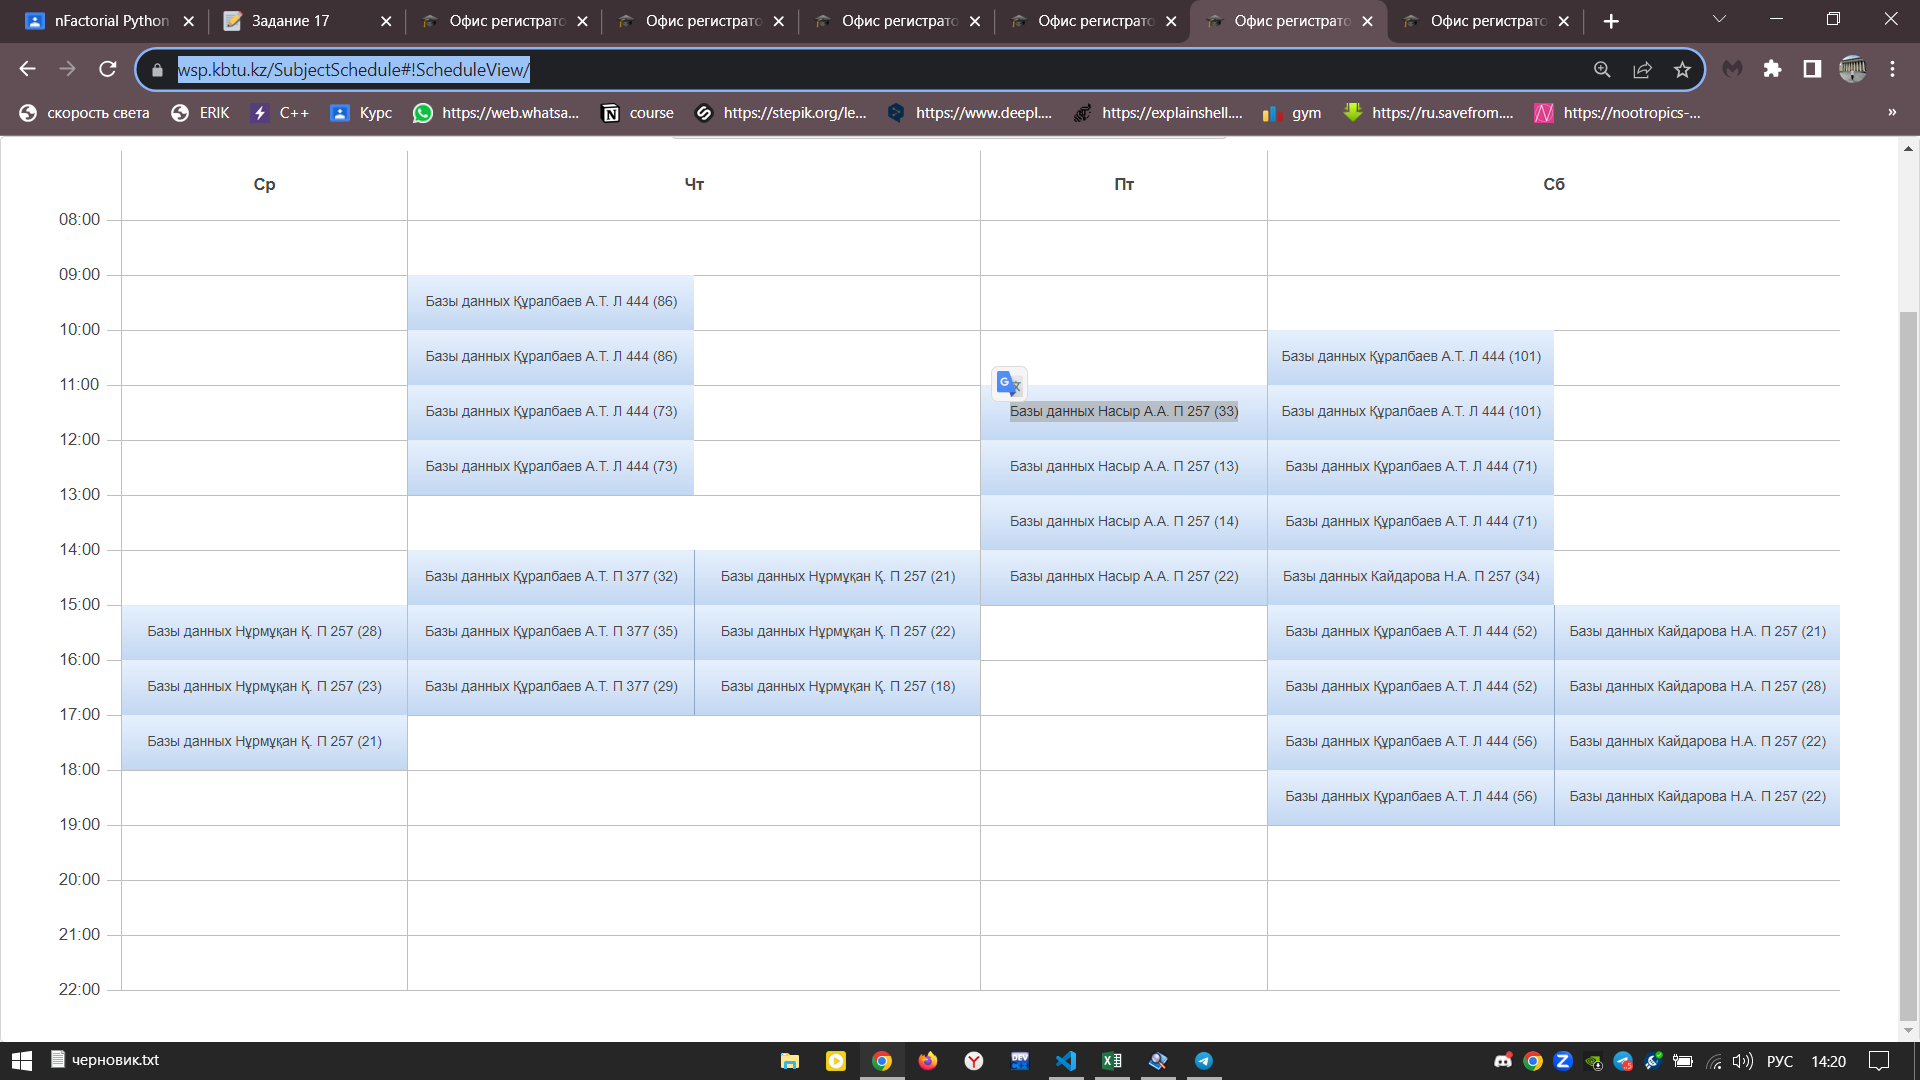 nFactorial Python
Задание 17
Офис регистрато
Офис регистрато
Офис регистрато
Офис регистрато
Офис регистрато
Офис регистрато
wsp.kbtu.kz/SubjectSchedule#!ScheduleView/
скорость света
ERIK
C++
Курс
https://web.whatsa...
course
https://stepik.org/le...
https://www.deepl....
https://explainshell....
gym
https://ru.savefrom....
https://nootropics-...
»
Ср
Чт
Пт
Сб
08:00
09:00
Базы данных Құралбаев А.Т. Л 444 (86)
10:00
Базы данных Құралбаев А.Т. Л 444 (86)
Базы данных Құралбаев А.Т. Л 444 (101)
11:00
Базы данных Құралбаев А.Т. Л 444 (73)
Базы данных Насыр А.А. П 257 (33)
Базы данных Құралбаев А.Т. Л 444 (101)
12:00
Базы данных Құралбаев А.Т. Л 444 (73)
Базы данных Насыр А.А. П 257 (13)
Базы данных Құралбаев А.Т. Л 444 (71)
13:00
Базы данных Насыр А.А. П 257 (14)
Базы данных Құралбаев А.Т. Л 444 (71)
14:00
Базы данных Құралбаев А.Т. П 377 (32)
Базы данных Нұрмұқан Қ. П 257 (21)
Базы данных Насыр А.А. П 257 (22)
Базы данных Кайдарова Н.А. П 257 (34)
15:00
Базы данных Нұрмұқан Қ. П 257 (28)
Базы данных Құралбаев А.Т. П 377 (35)
Базы данных Нұрмұқан Қ. П 257 (22)
Базы данных Құралбаев А.Т. Л 444 (52)
Базы данных Кайдарова Н.А. П 257 (21)
16:00
Базы данных Нұрмұқан Қ. П 257 (23)
Базы данных Құралбаев А.Т. П 377 (29)
Базы данных Нұрмұқан Қ. П 257 (18)
Базы данных Құралбаев А.Т. Л 444 (52)
Базы данных Кайдарова Н.А. П 257 (28)
17:00
Базы данных Нұрмұқан Қ. П 257 (21)
Базы данных Құралбаев А.Т. Л 444 (56)
Базы данных Кайдарова Н.А. П 257 (22)
18:00
Базы данных Құралбаев А.Т. Л 444 (56)
Базы данных Кайдарова Н.А. П 257 (22)
19:00
20:00
21:00
22:00
черновик.txt
РУС
14:20